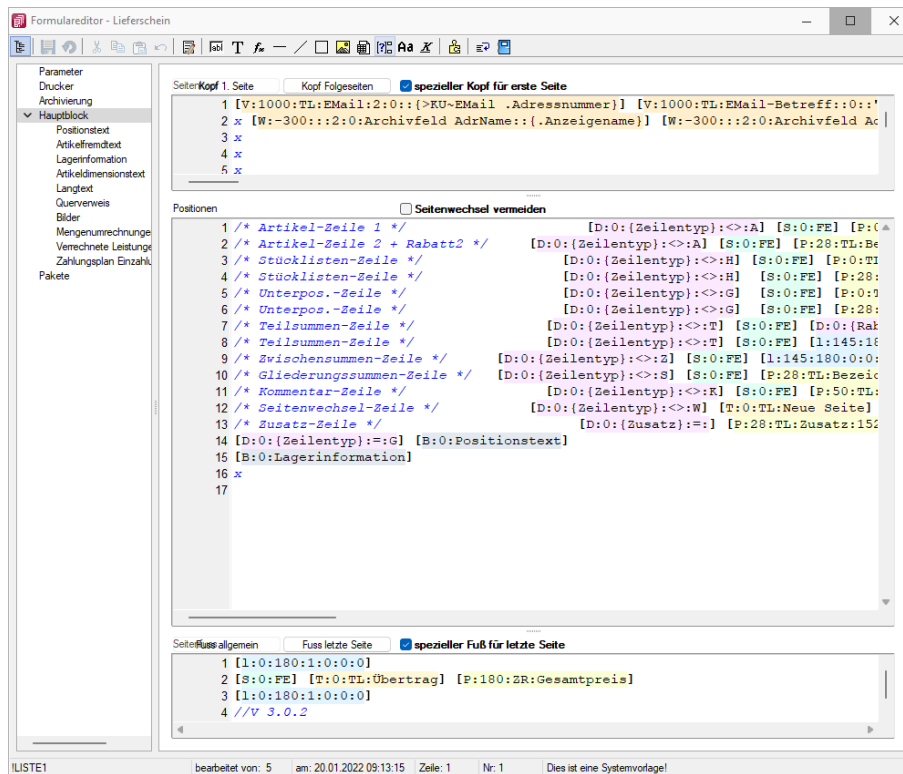 Formulareditor - Lieferschein
Parameter
Drucker
Archivierung
Hauptblock
Positionstext
Artikelfremdtext
Lagerinformation
Artikeldimensionstext
Langtext
Querverweis
Bilder
Mengenumrechnunge
Verrechnete Leistunge
Zahlungsplan Einzahlu
Pakete
Kopf 1. Seite Kopf Folgeseiten spezieller Kopf für erste Seite
1 [V:1000:TL:EMail:2:0::{>KU~EMail .Adressnummer}] [V:1000:TL:EMail-Betreff::0::'
2 x [W:-300:::2:0:Archivfeld AdrName::{.Anzeigename}] [W:-300:::2:0:Archivfeld Ad
3 x
4 x
5 x
Positionen Seitenwechsel vermeiden
1 /* Artikel-Zeile 1 */ [D:0:{Zeilentyp}:<>:A] [S:0:FE] [P:0
2 /* Artikel-Zeile 2 + Rabatt2 */ [D:0:{Zeilentyp}:<>:A] [S:0:FE] [P:28:TL:Be
3 /* Stücklisten-Zeile */ [D:0:{Zeilentyp}:<>:H] [S:0:FE] [P:0:Tl
4 /* Stücklisten-Zeile */ [D:0:{Zeilentyp}:<>:H] [S:0:FE] [P:28:
5 /* Unterpos.-Zeile */ [D:0:{Zeilentyp}:<>:G] [S:0:FE] [P:0:T
6 /* Unterpos.-Zeile */ [D:0:{Zeilentyp}:<>:G] [S:0:FE] [P:28:
7 /* Teilsummen-Zeile */ [D:0:{Zeilentyp}:<>:T] [S:0:FE] [D:0:{Rab
8 /* Teilsummen-Zeile */ [D:0:{Zeilentyp}:<>:T] [S:0:FE] [l:145:18
9 /* Zwischensummen-Zeile */ [D:0:{Zeilentyp}:<>:Z] [S:0:FE] [l:145:180:0:0:
10 /* Gliederungssummen-Zeile */ [D:0:{Zeilentyp}:<>:S] [S:0:FE] [P:28:TL:Bezeic
11 /* Kommentar-Zeile */ [D:0:{Zeilentyp}:<>:K] [S:0:FE] [P:50:TL:
12 /* Seitenwechsel-Zeile */ [D:0:{Zeilentyp}:<>:W] [T:0:TL:Neue Seite]
13 /* Zusatz-Zeile */ [D:0:{Zusatz}:=:] [P:28:TL:Zusatz:152
14 [D:0:{Zeilentyp}:=:G] [B:0:Positionstext]
15 [B:0:Lagerinformation]
16 x
17
Fuss allgemein Fuss letzte Seite spezieller Fuß für letzte Seite
1 [l:0:180:1:0:0:0]
2 [S:0:FE] [T:0:TL:Übertrag] [P:180:ZR:Gesamtpreis]
3 [l:0:180:1:0:0:0]
4 //V 3.0.2
!LISTE1 bearbeitet von: 5 am: 20.01.2022 09:13:15 Zeile: 1 Nr: 1 Dies ist eine Systemvorlage!